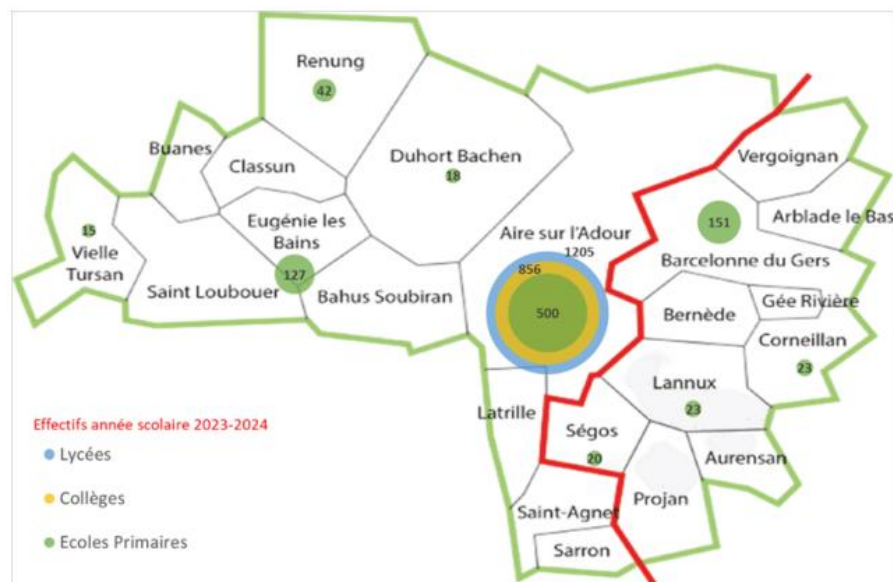 Renung
42
Buanes
Classun
Duhort Bachen
18
Vergoignan
Arblade le Bas
151
Eugénie les
Bains
Aire sur l'Adour
1205
15
Vielle
Tursan
127
856
Barcelonne du Gers
Saint Loubouer
Bahus Soubiran
500
Bernède
Gée Rivière
Corneillan
23
Lannux
23
Effectifs année scolaire 2023-2024
Latrille
Ségos
20
Lycées
Aurensan
Collèges
Projan
Saint-Agnet
Ecoles Primaires
Sarron